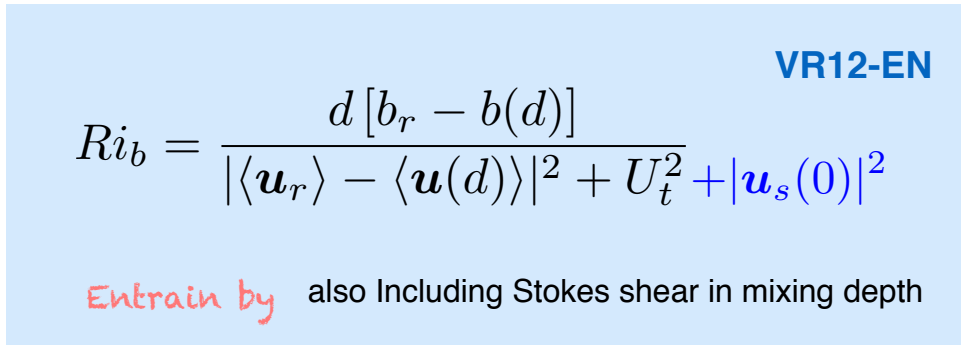 VR12-EN
Ri_b = \frac{d [b_r − b(d)]}{|⟨u_r⟩ − ⟨u(d)⟩|^2 + U_t^2 +|u_s(0)|^2}
Entrain by also Including Stokes shear in mixing depth